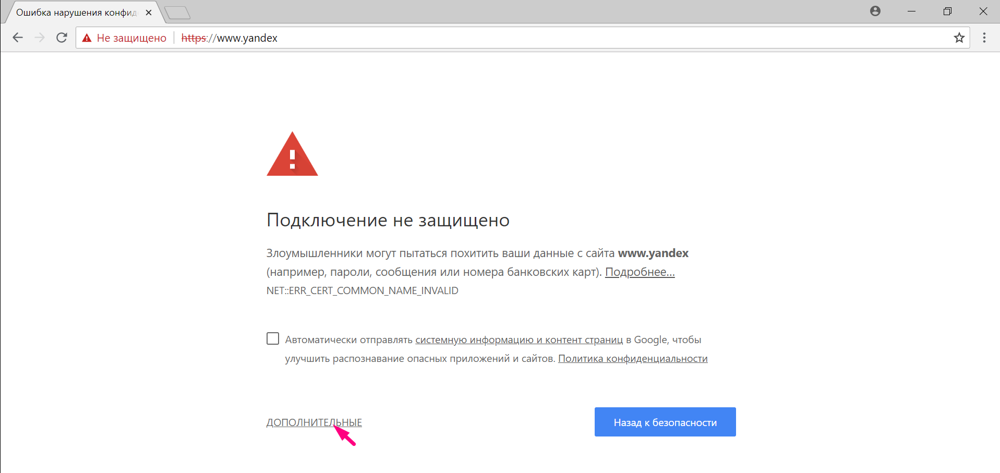 Ошибка нарушения конфид
Не защищено https://www.yandex
Подключение не защищено
Злоумышленники могут пытаться похитить ваши данные с сайта www.yandex
(например, пароли, сообщения или номера банковских карт). Подробнее...
NET::ERR_CERT_COMMON_NAME_INVALID
Автоматически отправлять системную информацию и контент страниц в Google, чтобы
улучшить распознавание опасных приложений и сайтов. Политика конфиденциальности
ДОПОЛНИТЕЛЬНЫЕ
Назад к безопасности